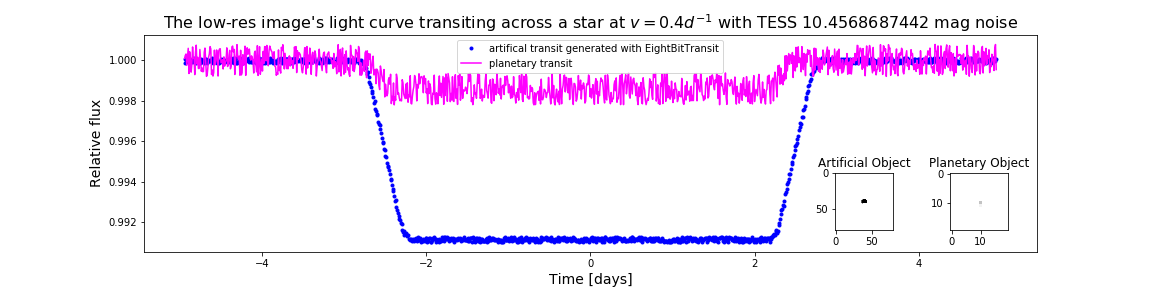 The low-res image's light curve transiting across a star at v = 0.4d⁻¹ with TESS 10.4568687442 mag noise
artifical transit generated with EightBitTransit
planetary transit
Relative flux
1.000
0.998
0.996
0.994
0.992
Artificial Object
0
50
0 50
Planetary Object
0
10
0 10
−4 −2 0 2 4
Time [days]